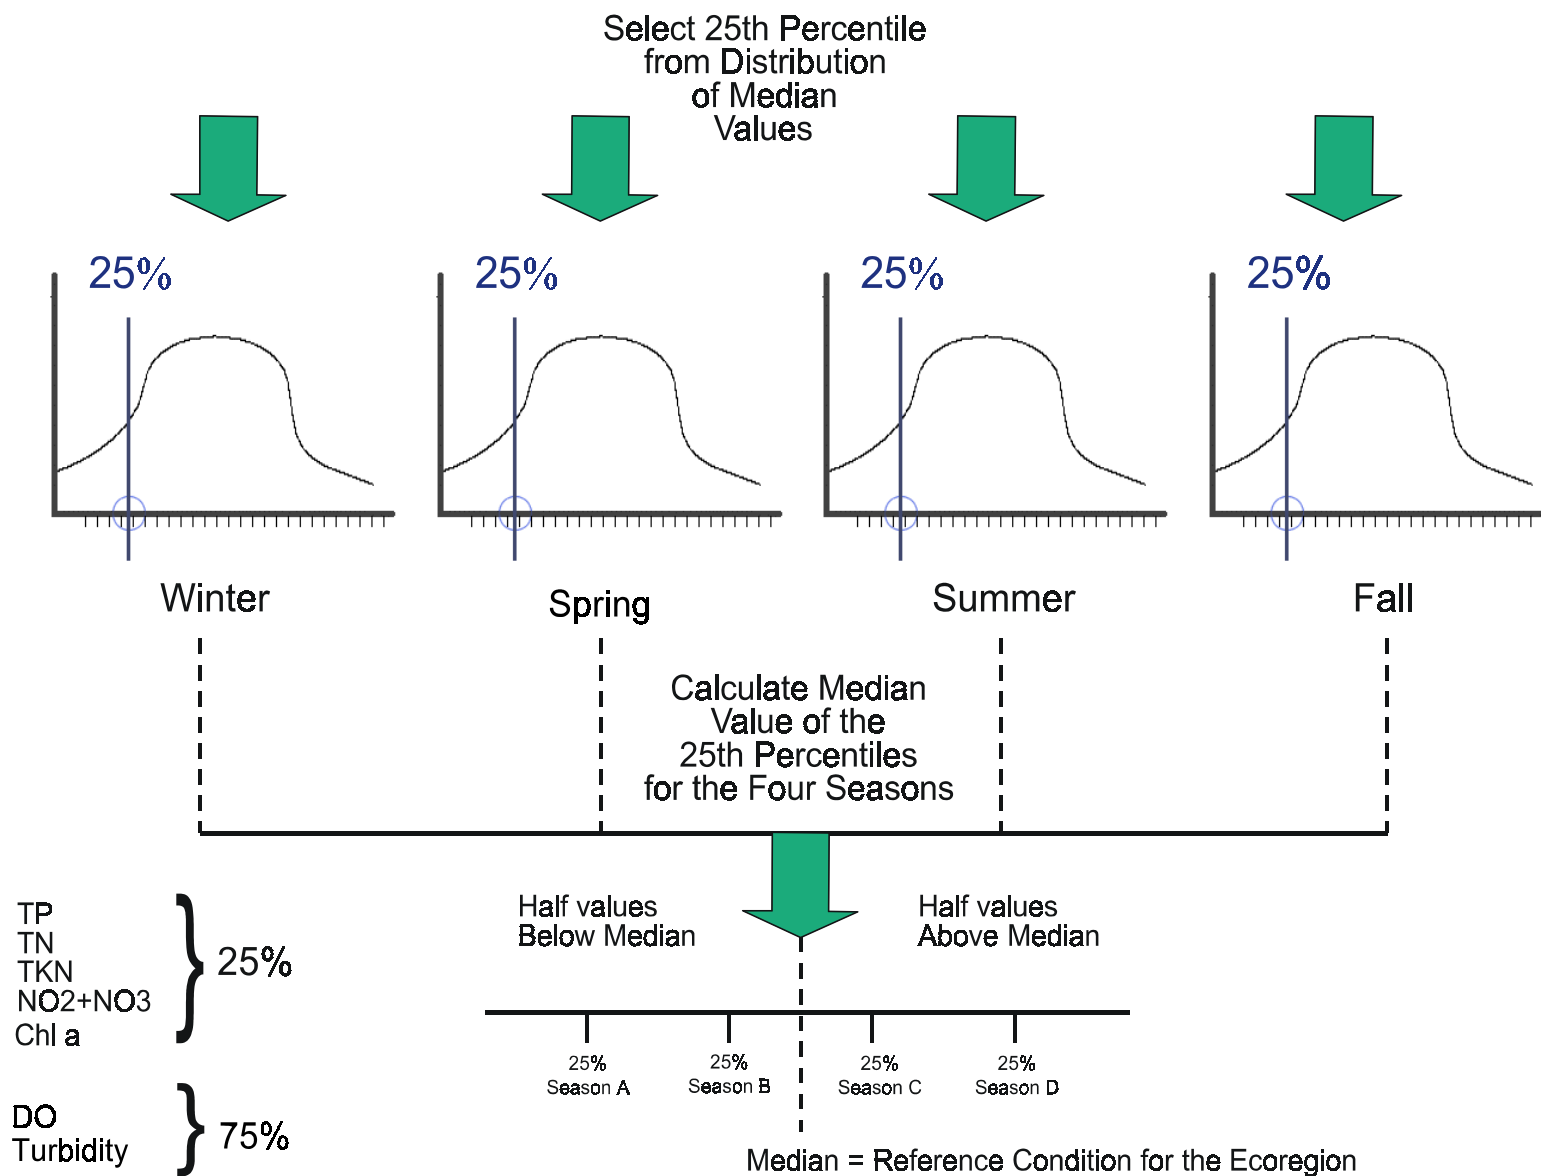 Select 25th Percentile
from Distribution
of Median
Values
25%
25%
25%
25%
Winter
Spring
Summer
Fall
Calculate Median
Value of the
25th Percentiles
for the Four Seasons
TP
TN
TKN
NO2+NO3
Chl a
25%
DO
Turbidity
75%
Half values
Below Median
Half values
Above Median
25%
Season A
25%
Season B
25%
Season C
25%
Season D
Median = Reference Condition for the Ecoregion